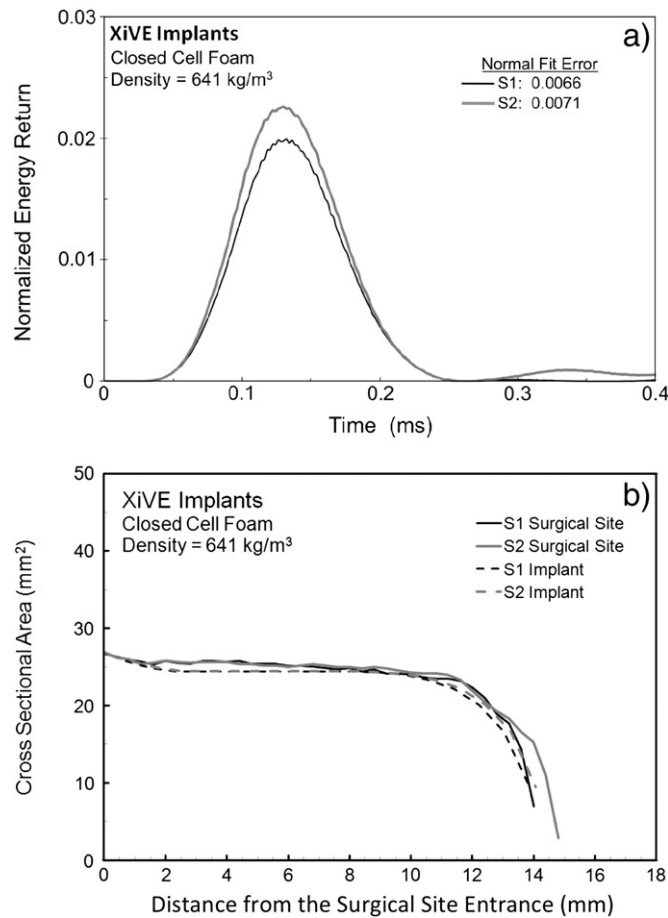 XiVE Implants
a)
Closed Cell Foam
Density = 641 kg/m³
Normal Fit Error
S1: 0.0066
S2: 0.0071
0.03
0.02
0.01
0
Normalized Energy Return
0
0.1
0.2
0.3
0.4
Time (ms)
b)
XiVE Implants
Closed Cell Foam
Density = 641 kg/m³
S1 Surgical Site
S2 Surgical Site
S1 Implant
S2 Implant
50
40
30
20
10
0
Cross Sectional Area (mm²)
0 2 4 6 8 10 12 14 16 18
Distance from the Surgical Site Entrance (mm)